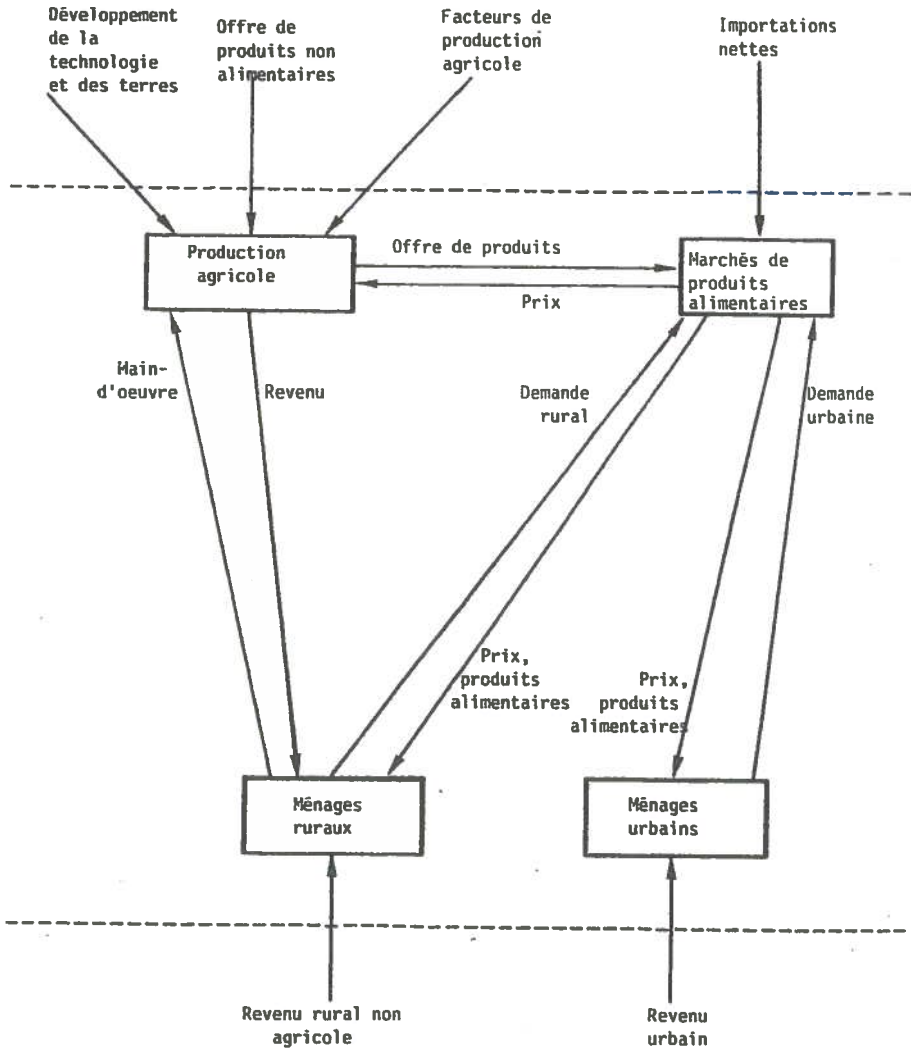 Développement
de la
technologie
et des terres
Offre de
produits non
alimentaires
Facteurs de
production
agricole
Importations
nettes
Production
agricole
Offre de produits
Prix
Marchés de
produits
alimentaires
Main-
d'oeuvre
Revenu
Demande
rural
Demande
urbaine
Prix,
produits
alimentaires
Prix,
produits
alimentaires
Ménages
ruraux
Ménages
urbains
Revenu rural non
agricole
Revenu
urbain